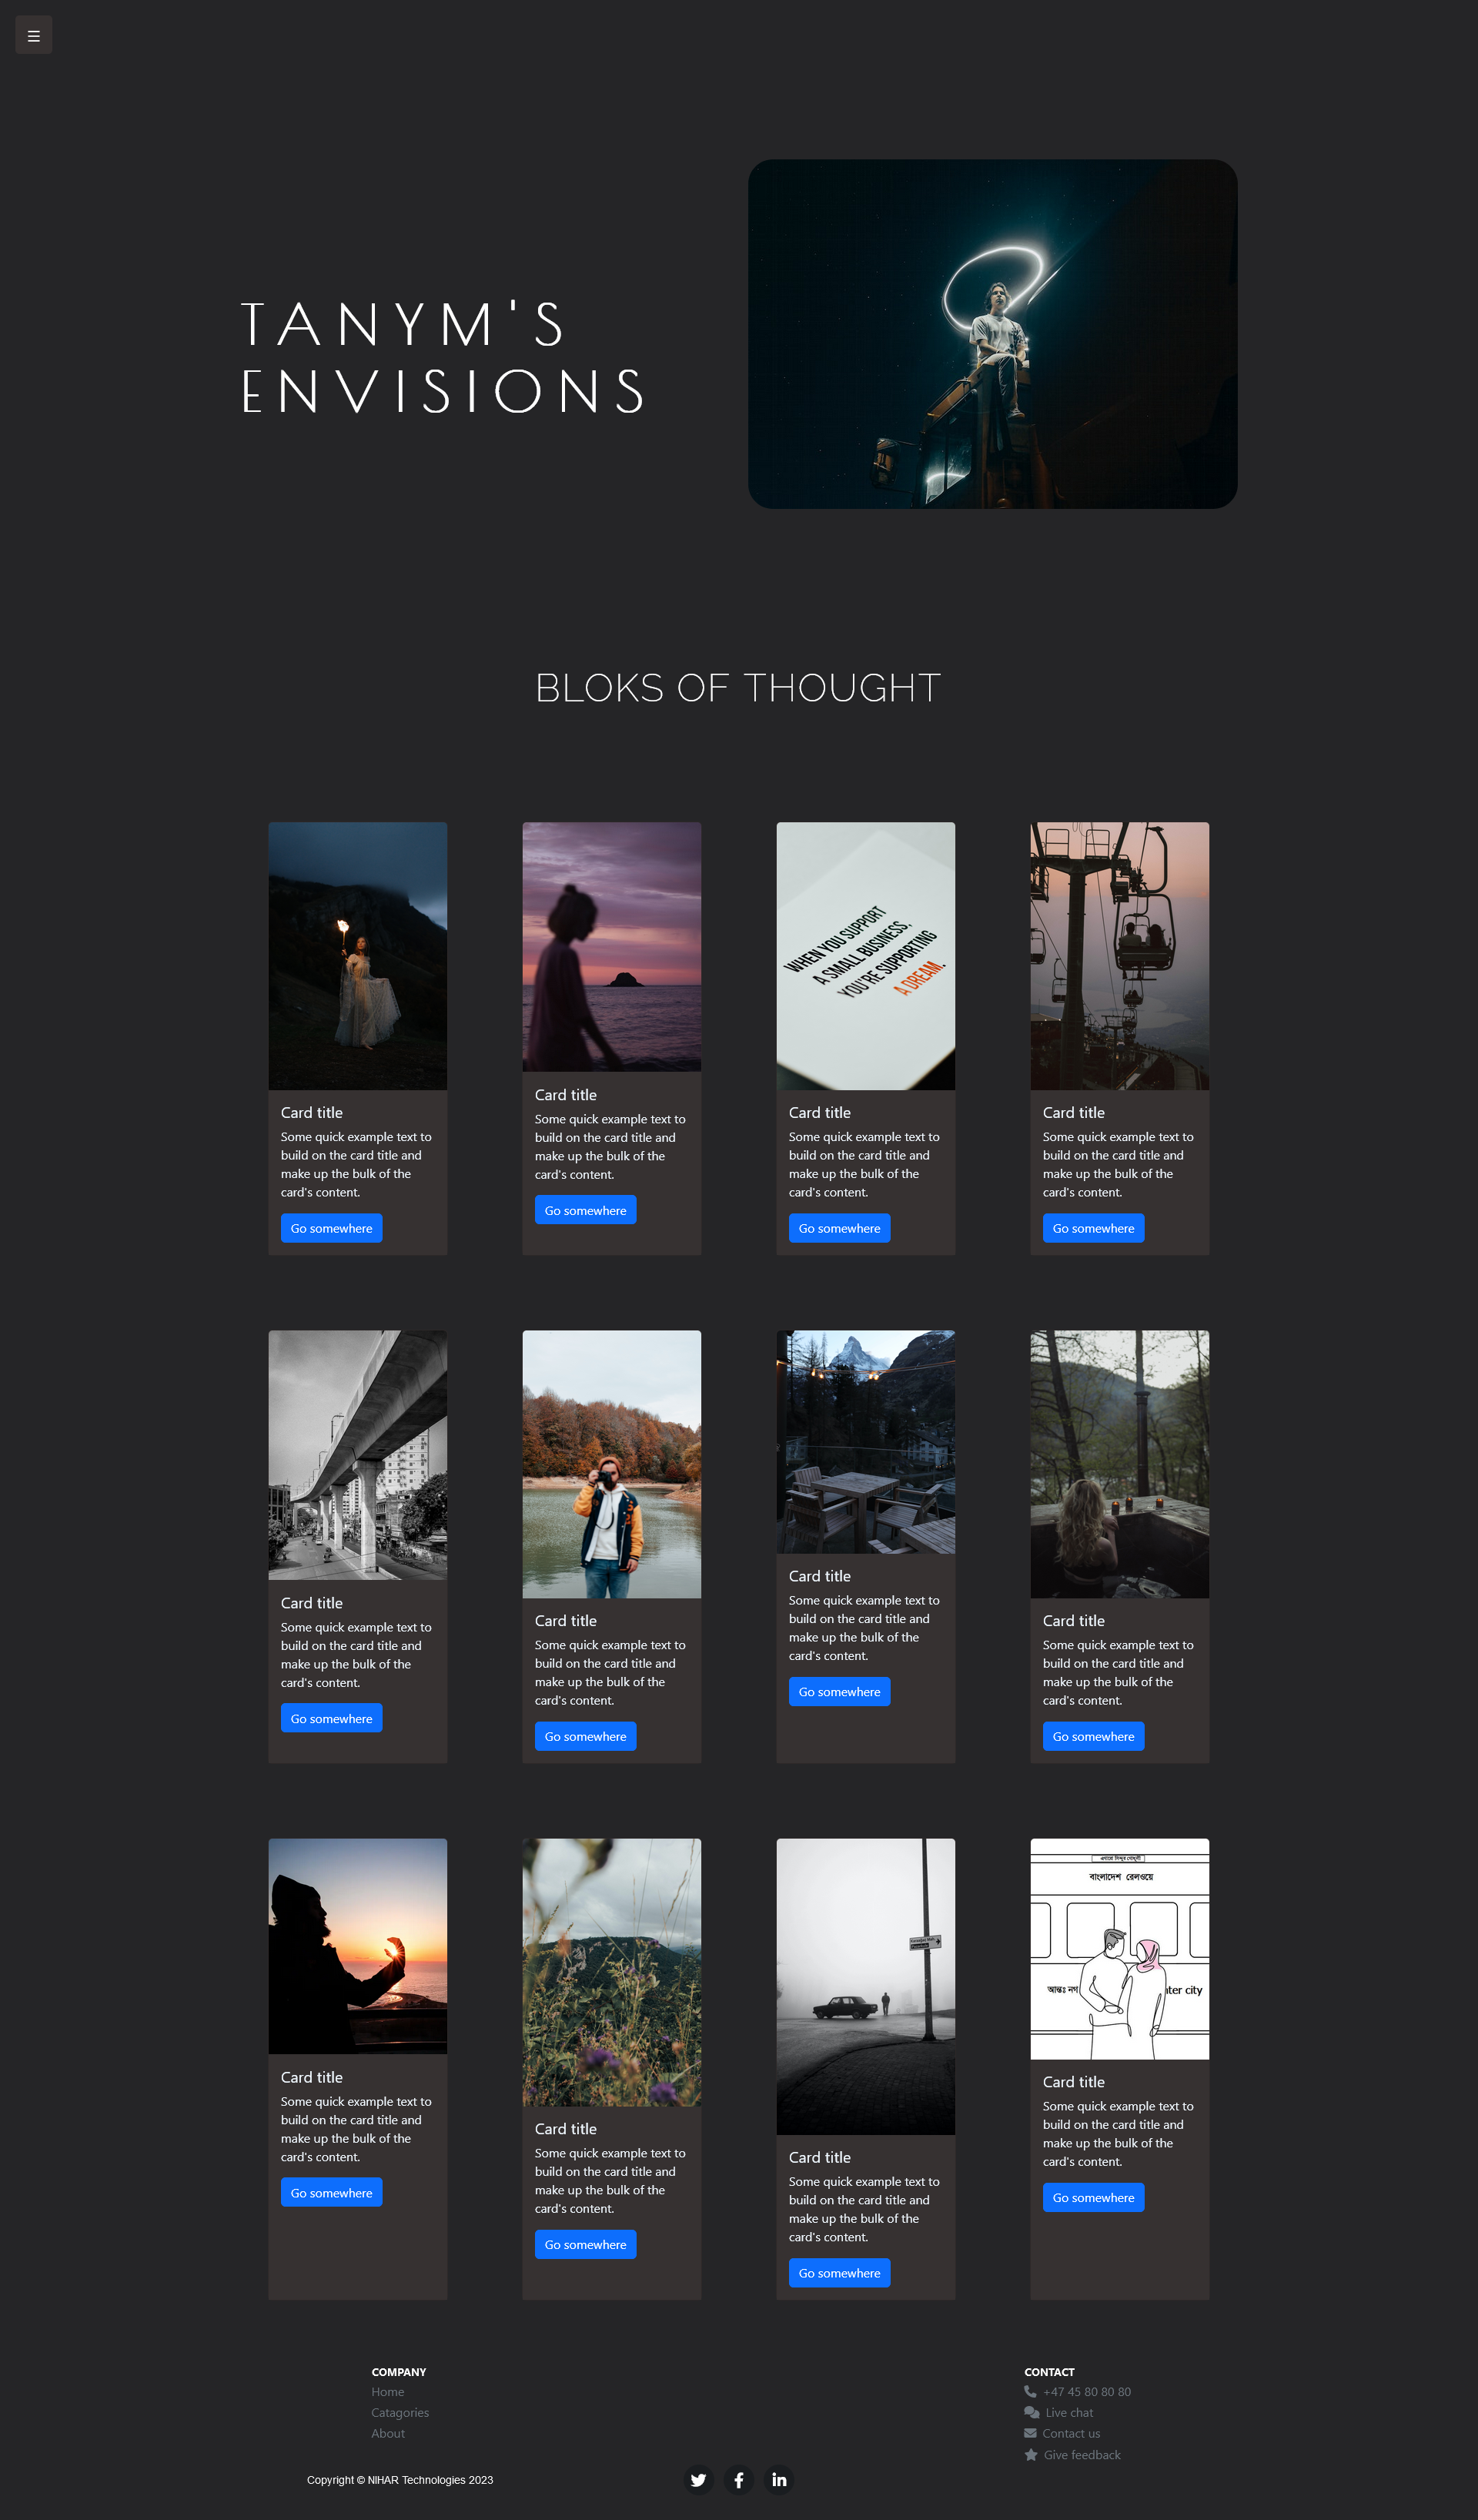 TANYM'S
ENVISIONS
BLOKS OF THOUGHT
WHEN YOU SUPPORT
A SMALL BUSINESS,
YOU'RE SUPPORTING
A DREAM.
Card title
Some quick example text to
build on the card title and
make up the bulk of the
card's content.
Go somewhere
Card title
Some quick example text to
build on the card title and
make up the bulk of the
card's content.
Go somewhere
Card title
Some quick example text to
build on the card title and
make up the bulk of the
card's content.
Go somewhere
Card title
Some quick example text to
build on the card title and
make up the bulk of the
card's content.
Go somewhere
Card title
Some quick example text to
build on the card title and
make up the bulk of the
card's content.
Go somewhere
Card title
Some quick example text to
build on the card title and
make up the bulk of the
card's content.
Go somewhere
Card title
Some quick example text to
build on the card title and
make up the bulk of the
card's content.
Go somewhere
Card title
Some quick example text to
build on the card title and
make up the bulk of the
card's content.
Go somewhere
Card title
Some quick example text to
build on the card title and
make up the bulk of the
card's content.
Go somewhere
Card title
Some quick example text to
build on the card title and
make up the bulk of the
card's content.
Go somewhere
Card title
Some quick example text to
build on the card title and
make up the bulk of the
card's content.
Go somewhere
বাংলাদেশ রেলওয়ে
আন্তঃ নগ
nter city
Card title
Some quick example text to
build on the card title and
make up the bulk of the
card's content.
Go somewhere
COMPANY
Home
Catagories
About
CONTACT
+47 45 80 80 80
Live chat
Contact us
Give feedback
Copyright © NIHAR Technologies 2023